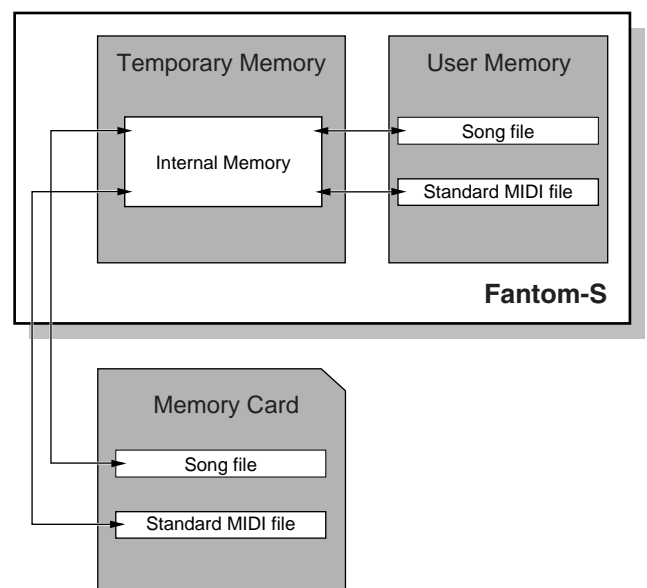 Temporary Memory
User Memory
Internal Memory
Song file
Standard MIDI file
Fantom-S
Memory Card
Song file
Standard MIDI file